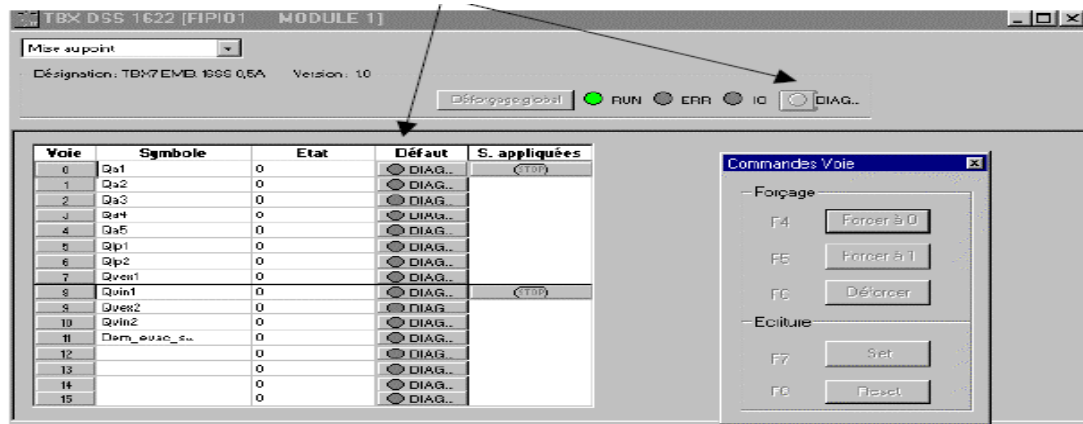 TBX DSS 1622 [FIPIO1 MODULE 1]
Mise au point
Désignation : TBX7 EMB. 16SS 0,5A Version : 1.0
Déforçage global RUN ERR IO DIAG..
Voie Symbole Etat Défaut S. appliquées
0 Qa1 0 DIAG.. STOP
1 Qa2 0 DIAG..
2 Qa3 0 DIAG..
3 Qa4 0 DIAG..
4 Qa5 0 DIAG..
5 Qlp1 0 DIAG..
6 Qlp2 0 DIAG..
7 Qvex1 0 DIAG..
8 Qvin1 0 DIAG.. STOP
9 Qvex2 0 DIAG..
10 Qvin2 0 DIAG..
11 Dem_evac_s.. 0 DIAG..
12 0 DIAG..
13 0 DIAG..
14 0 DIAG..
15 0 DIAG..
Commandes Voie
Forçage
F4 Forcer à 0
F5 Forcer à 1
F6 Déforcer
Ecriture
F7 Set
F8 Reset